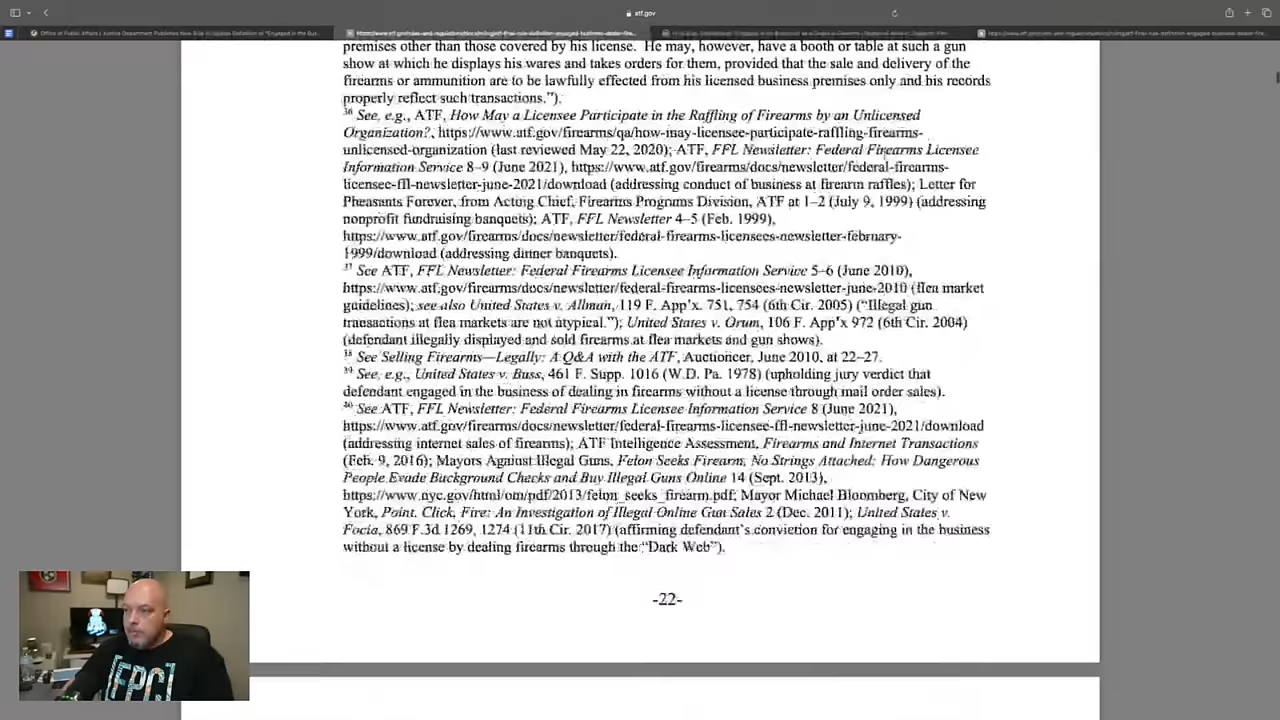 atf.gov
Office of Public Affairs | Justice Department Publishes New Rule to Update Definition of "Engaged in the Bus...
premises other than those covered by his license. He may, however, have a booth or table at such a gun
show at which he displays his wares and takes orders for them, provided that the sale and delivery of the
firearms or ammunition are to be lawfully effected from his licensed business premises only and his records
properly reflect such transactions.").
36 See, e.g., ATF, How May a Licensee Participate in the Raffling of Firearms by an Unlicensed
Organization?, https://www.atf.gov/firearms/qa/how-may-licensee-participate-raffling-firearms-
unlicensed-organization (last reviewed May 22, 2020); ATF, FFL Newsletter: Federal Firearms Licensee
Information Service 8–9 (June 2021), https://www.atf.gov/firearms/docs/newsletter/federal-firearms-
licensee-ffl-newsletter-june-2021/download (addressing conduct of business at firearm raffles); Letter for
Pheasants Forever, from Acting Chief, Firearms Programs Division, ATF at 1–2 (July 9, 1999) (addressing
nonprofit fundraising banquets); ATF, FFL Newsletter 4–5 (Feb. 1999),
https://www.atf.gov/firearms/docs/newsletter/federal-firearms-licensees-newsletter-february-
1999/download (addressing dinner banquets).
37 See ATF, FFL Newsletter: Federal Firearms Licensee Information Service 5–6 (June 2010),
https://www.atf.gov/firearms/docs/newsletter/federal-firearms-licensees-newsletter-june-2010 (flea market
guidelines); see also United States v. Allman, 119 F. App'x. 751, 754 (6th Cir. 2005) ("Illegal gun
transactions at flea markets are not atypical."); United States v. Orum, 106 F. App'x 972 (6th Cir. 2004)
(defendant illegally displayed and sold firearms at flea markets and gun shows).
38 See Selling Firearms—Legally: A Q&A with the ATF, Auctioneer, June 2010, at 22–27.
39 See, e.g., United States v. Buss, 461 F. Supp. 1016 (W.D. Pa. 1978) (upholding jury verdict that
defendant engaged in the business of dealing in firearms without a license through mail order sales).
40 See ATF, FFL Newsletter: Federal Firearms Licensee Information Service 8 (June 2021),
https://www.atf.gov/firearms/docs/newsletter/federal-firearms-licensee-ffl-newsletter-june-2021/download
(addressing internet sales of firearms); ATF Intelligence Assessment, Firearms and Internet Transactions
(Feb. 9, 2016); Mayors Against Illegal Guns, Felon Seeks Firearm, No Strings Attached: How Dangerous
People Evade Background Checks and Buy Illegal Guns Online 14 (Sept. 2013),
https://www.nyc.gov/html/om/pdf/2013/felon_seeks_firearm.pdf; Mayor Michael Bloomberg, City of New
York, Point, Click, Fire: An Investigation of Illegal Online Gun Sales 2 (Dec. 2011); United States v.
Focia, 869 F.3d 1269, 1274 (11th Cir. 2017) (affirming defendant's conviction for engaging in the business
without a license by dealing firearms through the "Dark Web").
-22-
[FPC]